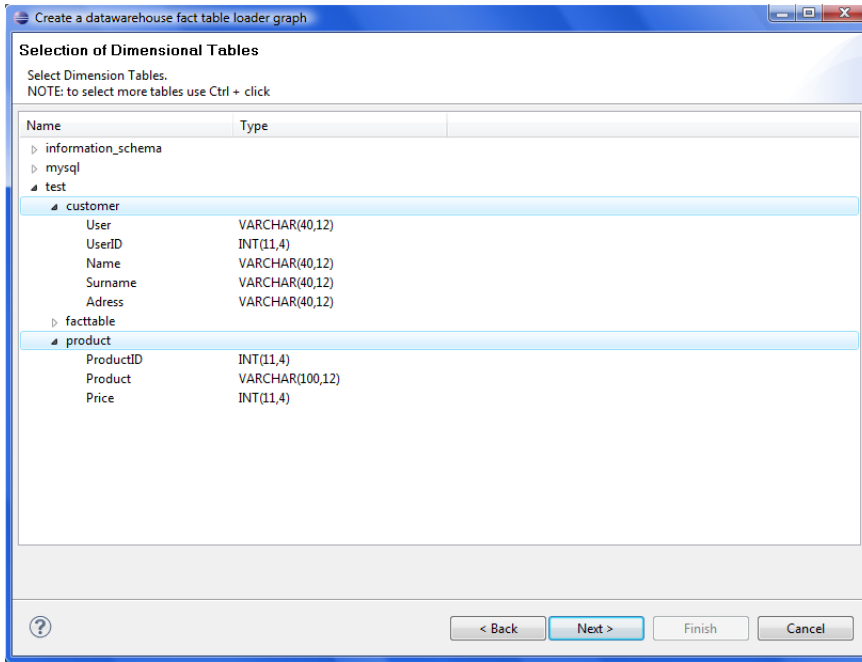 Create a datawarehouse fact table loader graph
Selection of Dimensional Tables
Select Dimension Tables.
NOTE: to select more tables use Ctrl + click
Name Type
information_schema
mysql
test
customer
User VARCHAR(40,12)
UserID INT(11,4)
Name VARCHAR(40,12)
Surname VARCHAR(40,12)
Adress VARCHAR(40,12)
facttable
product
ProductID INT(11,4)
Product VARCHAR(100,12)
Price INT(11,4)
? < Back Next > Finish Cancel